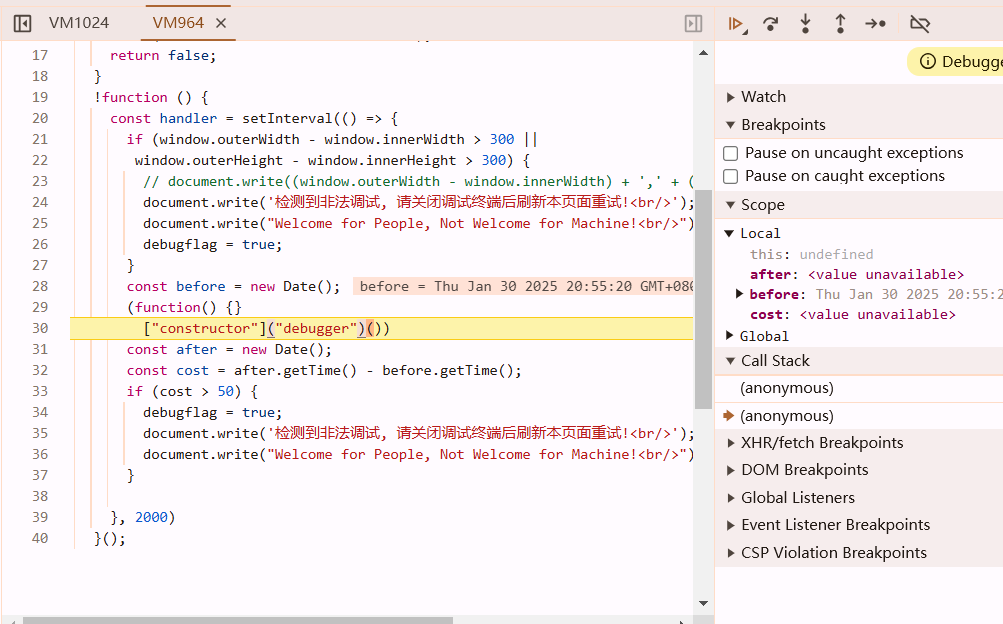 VM1024 VM964
17 return false;
18 }
19 !function () {
20 const handler = setInterval(() => {
21 if (window.outerWidth - window.innerWidth > 300 ||
22 window.outerHeight - window.innerHeight > 300) {
23 // document.write((window.outerWidth - window.innerWidth) + ',' + (
24 document.write('检测到非法调试, 请关闭调试终端后刷新本页面重试!<br/>');
25 document.write("Welcome for People, Not Welcome for Machine!<br/>")
26 debugflag = true;
27 }
28 const before = new Date(); before = Thu Jan 30 2025 20:55:20 GMT+080
29 (function() {}
30 ["constructor"]("debugger")())
31 const after = new Date();
32 const cost = after.getTime() - before.getTime();
33 if (cost > 50) {
34 debugflag = true;
35 document.write('检测到非法调试, 请关闭调试终端后刷新本页面重试!<br/>');
36 document.write("Welcome for People, Not Welcome for Machine!<br/>")
37 }
38
39 }, 2000)
40 }();
Debugge
Watch
Breakpoints
Pause on uncaught exceptions
Pause on caught exceptions
Scope
Local
this: undefined
after: <value unavailable>
before: Thu Jan 30 2025 20:55:2
cost: <value unavailable>
Global
Call Stack
(anonymous)
(anonymous)
XHR/fetch Breakpoints
DOM Breakpoints
Global Listeners
Event Listener Breakpoints
CSP Violation Breakpoints